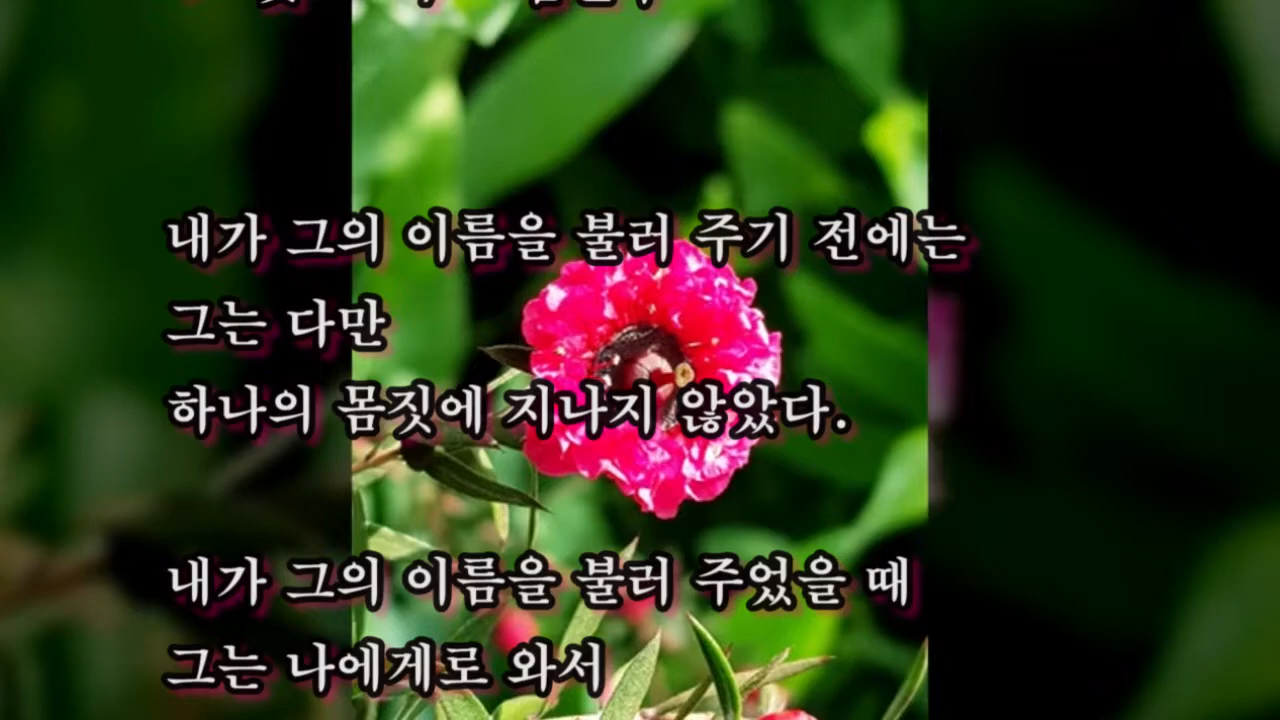 내가 그의 이름을 불러 주기 전에는
그는 다만
하나의 몸짓에 지나지 않았다.
내가 그의 이름을 불러 주었을 때
그는 나에게로 와서